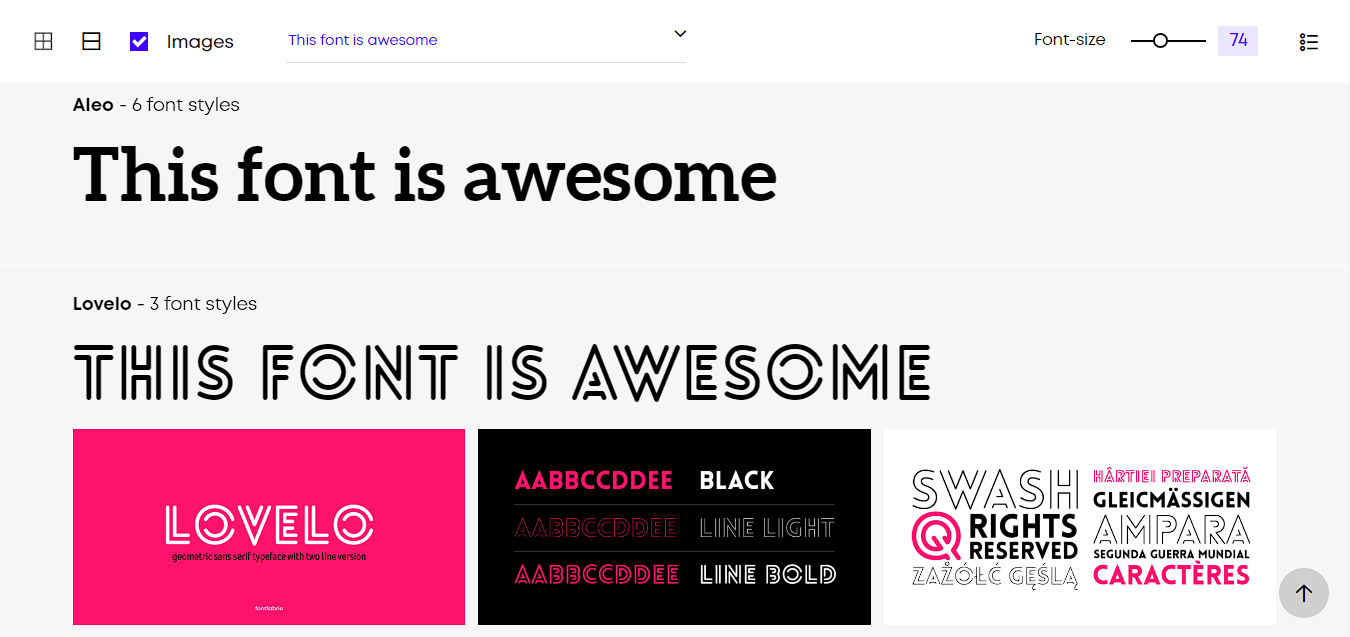 Images
This font is awesome
Font-size
74
Aleo - 6 font styles
This font is awesome
Lovelo - 3 font styles
THIS FONT IS AWESOME
LOVELO
geometric sans serif typeface with two line version
fontfabric
AABBCCDDEE BLACK
AABBCCDDEE LINE LIGHT
AABBCCDDEE LINE BOLD
SWASH
RIGHTS
RESERVED
ZAŻÓŁĆ GĘŚLĄ
HÂRTIEI PREPARATĂ
GLEICMÄSSIGEN
AMPARA
SEGUNDA GUERRA MUNDIAL
CARACTÈRES